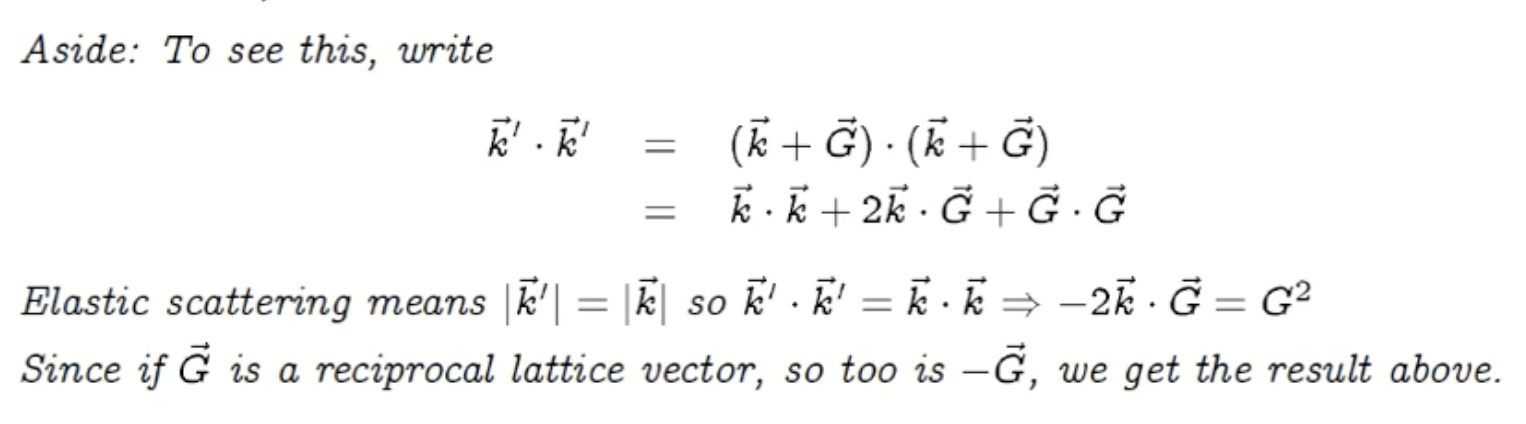 Aside: To see this, write
$\vec{k}' \cdot \vec{k}' = (\vec{k} + \vec{G}) \cdot (\vec{k} + \vec{G})$
$= \vec{k} \cdot \vec{k} + 2\vec{k} \cdot \vec{G} + \vec{G} \cdot \vec{G}$
Elastic scattering means $|\vec{k}'| = |\vec{k}|$ so $\vec{k}' \cdot \vec{k}' = \vec{k} \cdot \vec{k} \Rightarrow -2\vec{k} \cdot \vec{G} = G^2$
Since if $\vec{G}$ is a reciprocal lattice vector, so too is $-\vec{G}$, we get the result above.